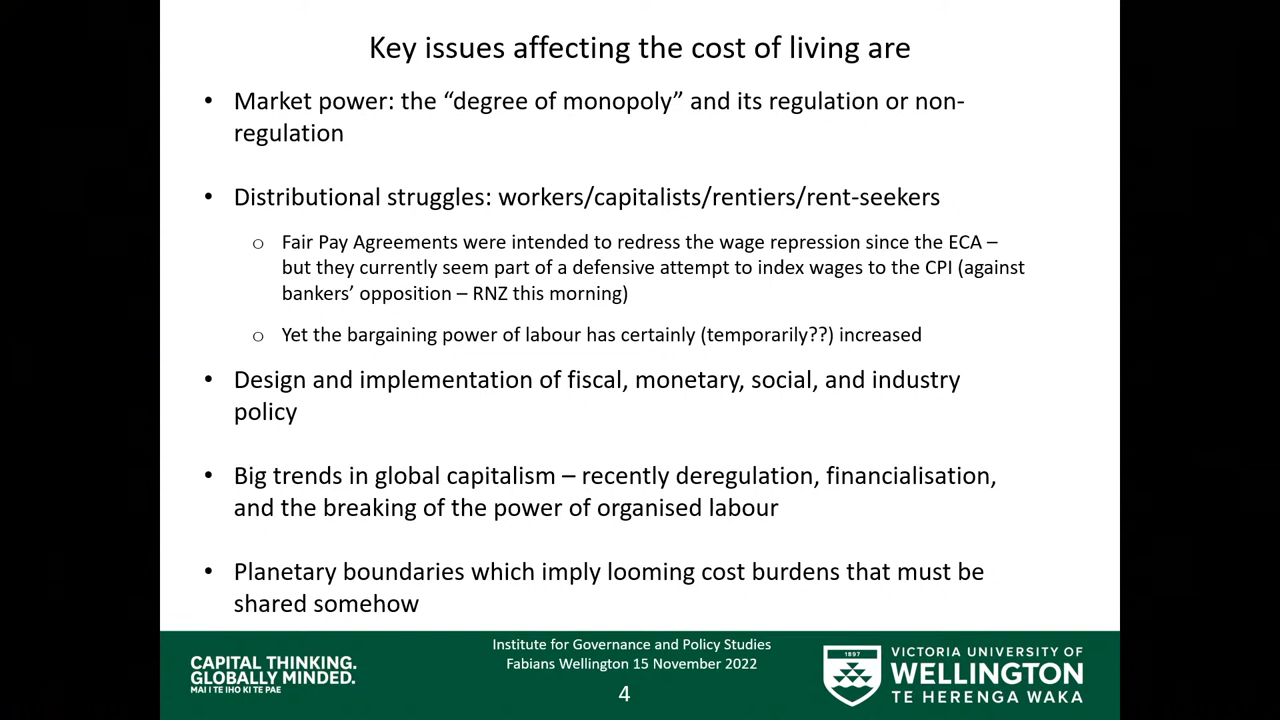 Key issues affecting the cost of living are
• Market power: the “degree of monopoly” and its regulation or non-
regulation
• Distributional struggles: workers/capitalists/rentiers/rent-seekers
○ Fair Pay Agreements were intended to redress the wage repression since the ECA –
but they currently seem part of a defensive attempt to index wages to the CPI (against
bankers’ opposition – RNZ this morning)
○ Yet the bargaining power of labour has certainly (temporarily??) increased
• Design and implementation of fiscal, monetary, social, and industry
policy
• Big trends in global capitalism – recently deregulation, financialisation,
and the breaking of the power of organised labour
• Planetary boundaries which imply looming cost burdens that must be
shared somehow
CAPITAL THINKING.
GLOBALLY MINDED.
MAI I TE IHO KI TE PAE
Institute for Governance and Policy Studies
Fabians Wellington 15 November 2022
4
1897
VICTORIA UNIVERSITY OF
WELLINGTON
TE HERENGA WAKA